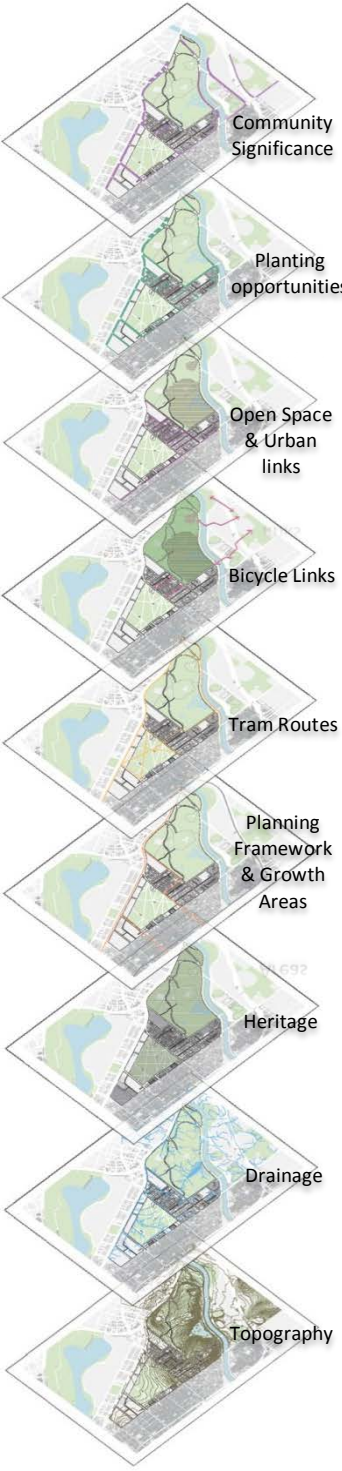 Community
Significance
Planting
opportunities
Open Space
& Urban
links
Bicycle Links
Tram Routes
Planning
Framework
& Growth
Areas
Heritage
Drainage
Topography